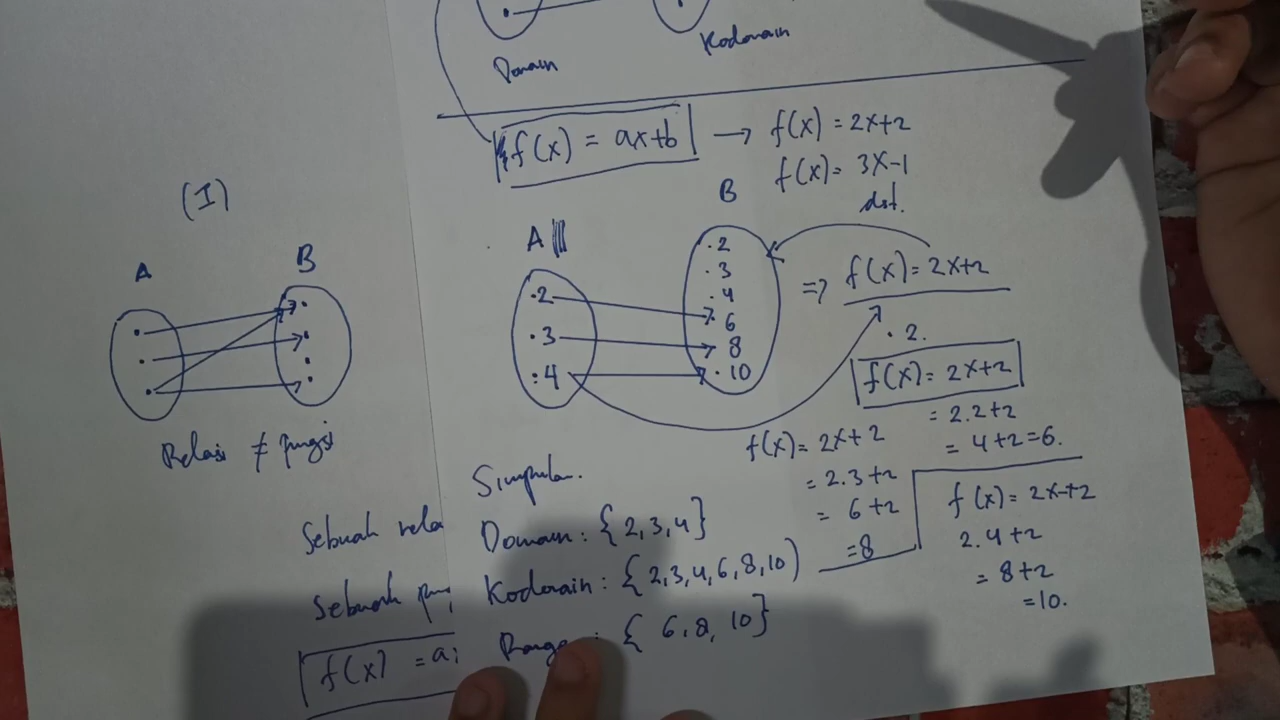 Domain
Kodomain
f(x) = ax+b → f(x) = 2x+2
f(x) = 3x-1
dst.
(I)
A B
Relasi ≠ fungsi
A B
.2
.3
.4
.2
.3
.4
6
8
.10
=> f(x) = 2x+2
.2.
f(x) = 2x+2
= 2.2+2
= 4+2=6.
f(x) = 2x+2
= 2.3+2
= 6+2
=8
f(x) = 2x+2
2.4+2
= 8+2
=10.
Simpulan.
Domain : {2,3,4}
Kodomain : {2,3,4,6,8,10)
Range : { 6,8,10}
Sebuah rela
Sebuah
f(x) = a